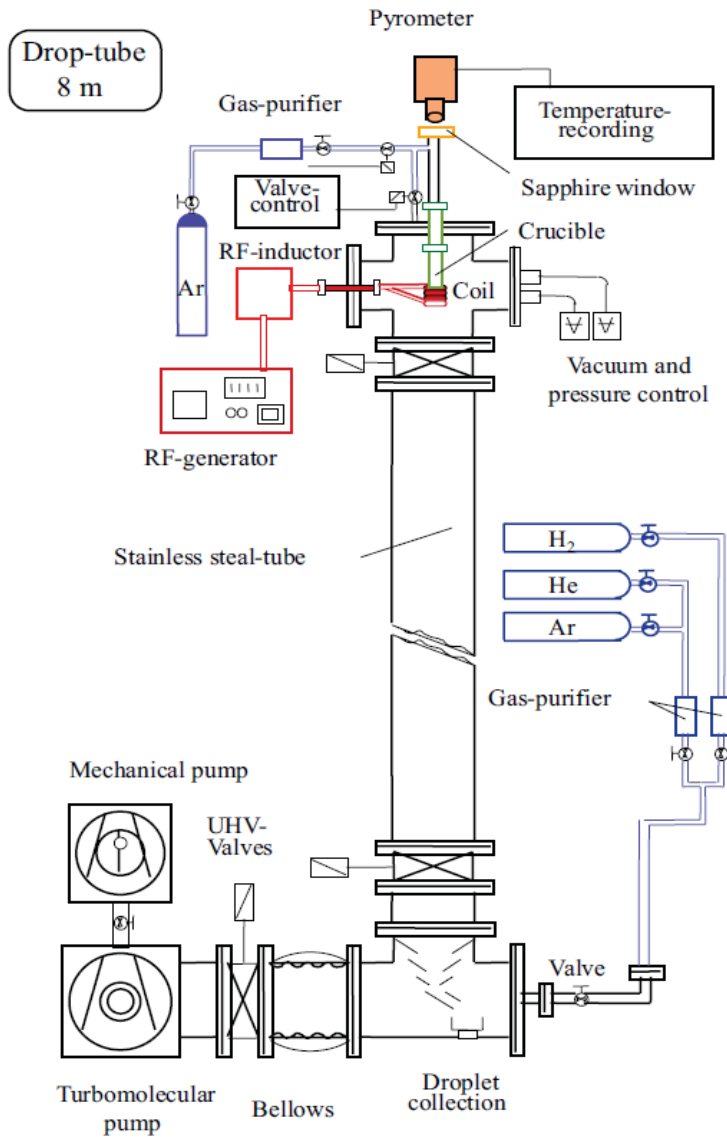 Pyrometer
Drop-tube
8 m
Gas-purifier
Temperature-
recording
Valve-
control
Sapphire window
RF-inductor
Crucible
Ar
Coil
Vacuum and
pressure control
RF-generator
Stainless steal-tube
H₂
He
Ar
Gas-purifier
Mechanical pump
UHV-
Valves
Valve
Droplet
collection
Turbomolecular
pump
Bellows